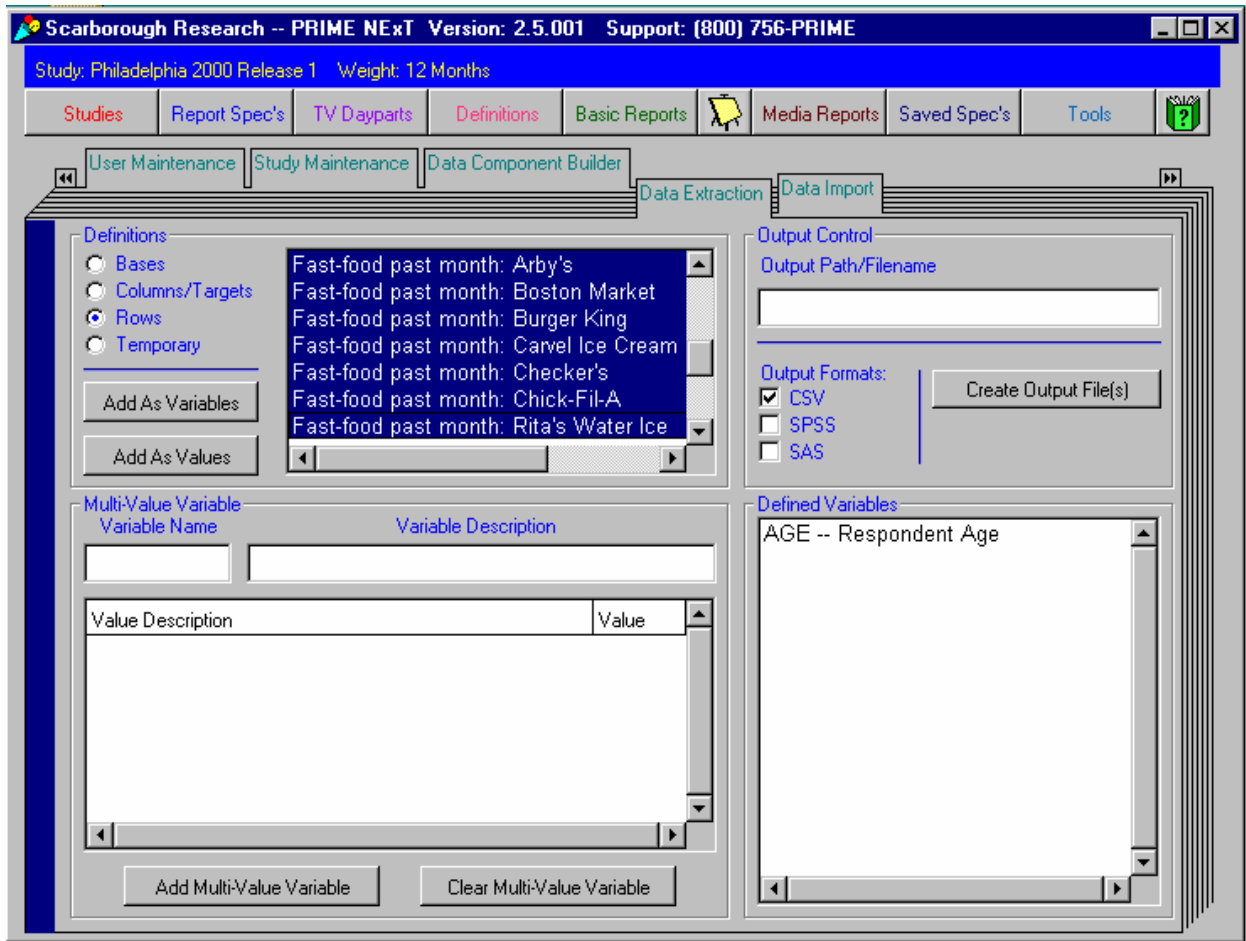 Scarborough Research -- PRIME NExT Version: 2.5.001 Support: (800) 756-PRIME
Study: Philadelphia 2000 Release 1 Weight: 12 Months
Studies Report Spec's TV Dayparts Definitions Basic Reports Media Reports Saved Spec's Tools ?
User Maintenance Study Maintenance Data Component Builder
Data Extraction Data Import
Definitions
Bases
Columns/Targets
Rows
Temporary
Add As Variables
Add As Values
Fast-food past month: Arby's
Fast-food past month: Boston Market
Fast-food past month: Burger King
Fast-food past month: Carvel Ice Cream
Fast-food past month: Checker's
Fast-food past month: Chick-Fil-A
Fast-food past month: Rita's Water Ice
Output Control
Output Path/Filename
Output Formats:
CSV
SPSS
SAS
Create Output File(s)
Multi-Value Variable
Variable Name Variable Description
Value Description Value
Add Multi-Value Variable Clear Multi-Value Variable
Defined Variables
AGE -- Respondent Age